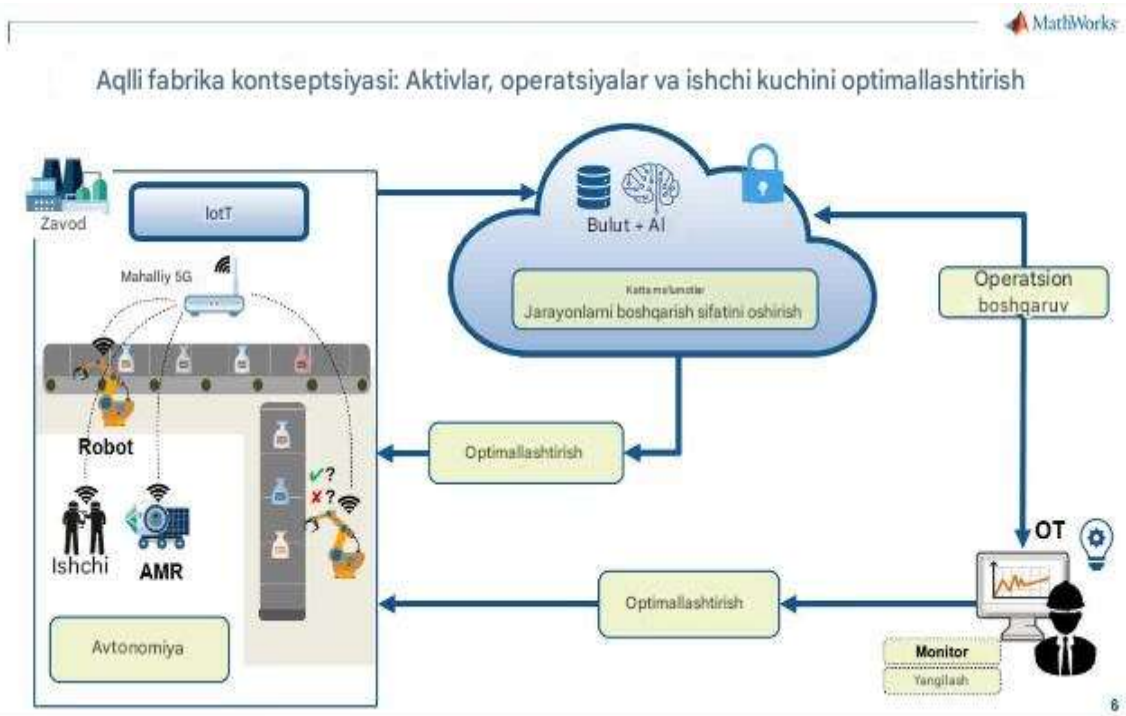 MathWorks
Aqlli fabrika kontseptsiyasi: Aktivlar, operatsiyalar va ishchi kuchini optimallashtirish
Zavod
IotT
Mahalliy 5G
Robot
Ishchi
AMR
✓?
✘?
Avtonomiya
Bulut + AI
Katta ma'lumotlar
Jarayonlarni boshqarish sifatini oshirish
Optimallashtirish
Operatsion
boshqaruv
Optimallashtirish
OT
Monitor
Yangilash
6